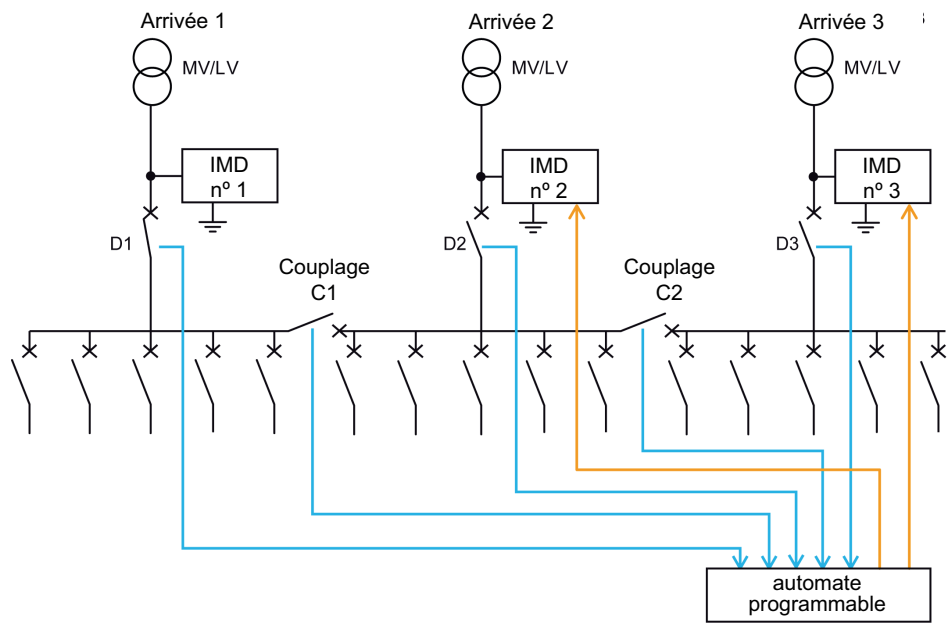 Arrivée 1
Arrivée 2
Arrivée 3
MV/LV
MV/LV
MV/LV
IMD
nº 1
IMD
nº 2
IMD
nº 3
D1
D2
D3
Couplage
C1
Couplage
C2
automate
programmable